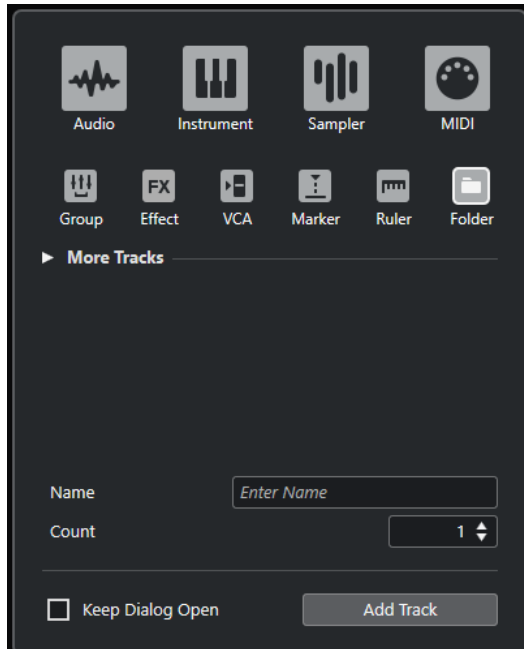 Audio Instrument Sampler MIDI
FX
Group Effect VCA Marker Ruler Folder
More Tracks
Name Enter Name
Count 1
Keep Dialog Open Add Track